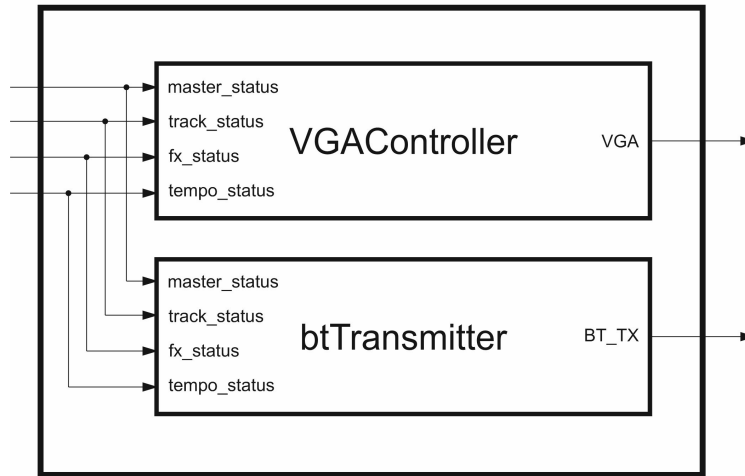 master_status
track_status
fx_status
tempo_status
VGAController
VGA
master_status
track_status
fx_status
tempo_status
btTransmitter
BT_TX